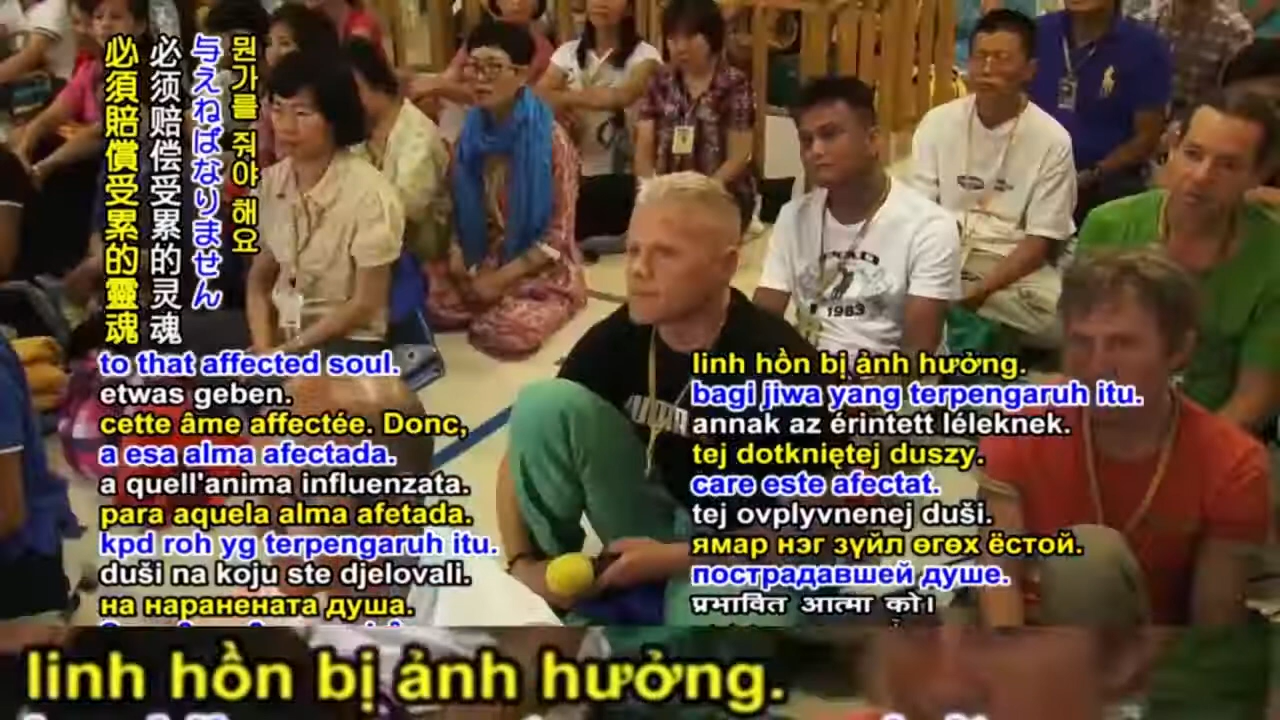 뭔가를 줘야 해요
与えねばなりません
必须赔偿受累的灵魂
必須賠償受累的靈魂
to that affected soul.
etwas geben.
cette âme affectée. Donc,
a esa alma afectada.
a quell'anima influenzata.
para aquela alma afetada.
kpd roh yg terpengaruh itu.
duši na koju ste djelovali.
на наранената душа.
linh hồn bị ảnh hưởng.
bagi jiwa yang terpengaruh itu.
annak az érintett léleknek.
tej dotkniętej duszy.
care este afectat.
tej ovplyvnenej duši.
ямар нэг зүйл өгөх ёстой.
пострадавшей душе.
प्रभावित आत्मा को।
1983
linh hồn bị ảnh hưởng.